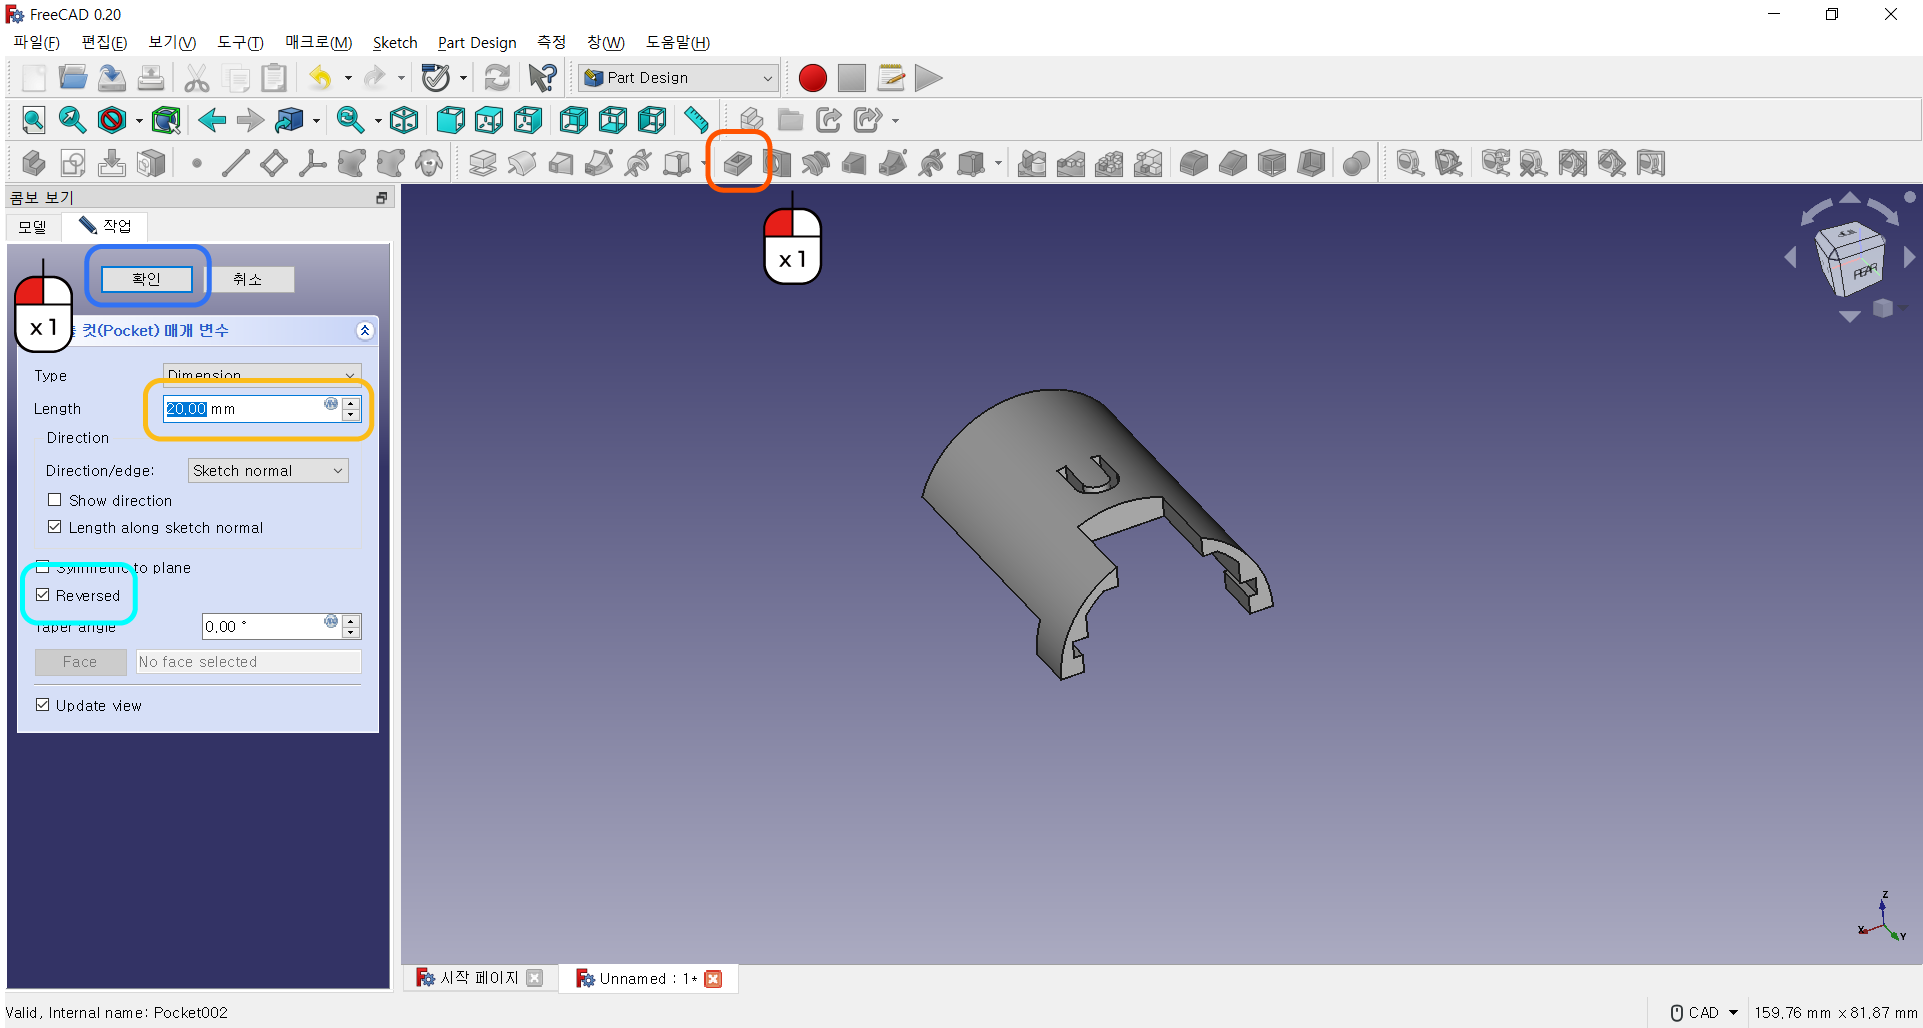 FreeCAD 0.20
파일(F) 편집(E) 보기(V) 도구(T) 매크로(M) Sketch Part Design 측정 창(W) 도움말(H)
Part Design
콤보 보기
모델 작업
확인 취소
x 1
x 1
컷(Pocket) 매개 변수
Type Dimension
Length 20.00 mm
Direction
Direction/edge: Sketch normal
Show direction
Length along sketch normal
Symmetric to plane
Reversed
Taper angle 0.00 °
Face No face selected
Update view
REAR
Z
X
Y
시작 페이지 Unnamed : 1*
Valid, Internal name: Pocket002
CAD 159.76 mm x 81.87 mm